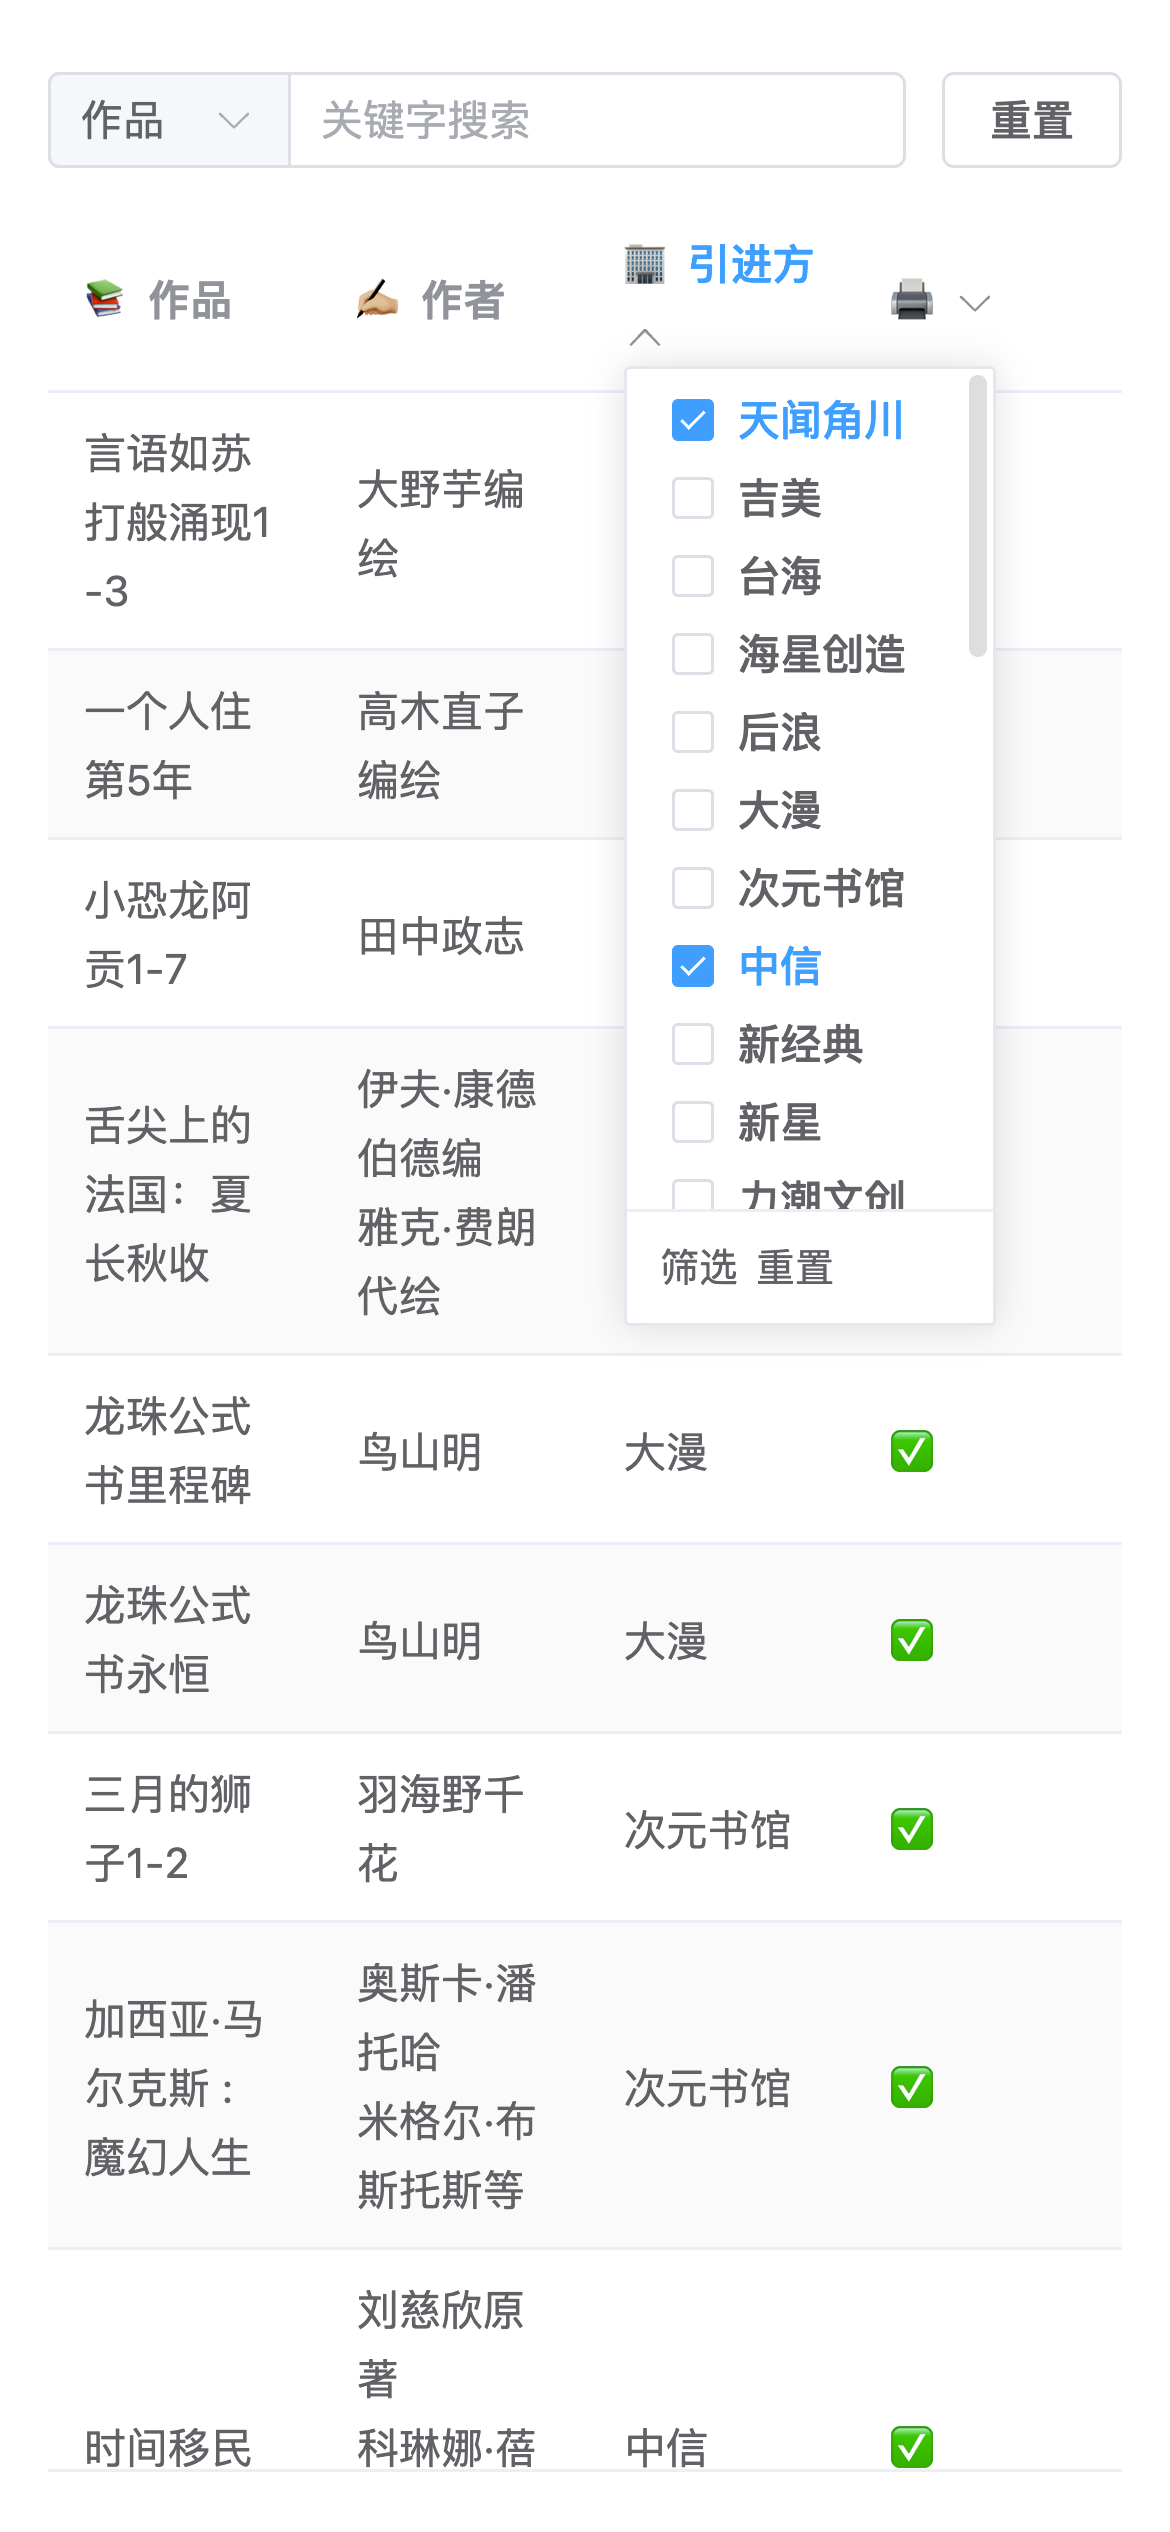 作品
关键字搜索
重置
作品
作者
引进方
天闻角川
吉美
台海
海星创造
后浪
大漫
次元书馆
中信
新经典
新星
力潮文创
筛选 重置
言语如苏
打般涌现1
-3
大野芋编
绘
一个人住
第5年
高木直子
编绘
小恐龙阿
贡1-7
田中政志
舌尖上的
法国：夏
长秋收
伊夫·康德
伯德编
雅克·费朗
代绘
龙珠公式
书里程碑
鸟山明
大漫
龙珠公式
书永恒
鸟山明
大漫
三月的狮
子1-2
羽海野千
花
次元书馆
加西亚·马
尔克斯：
魔幻人生
奥斯卡·潘
托哈
米格尔·布
斯托斯等
次元书馆
时间移民
刘慈欣原
著
科琳娜·蓓
中信